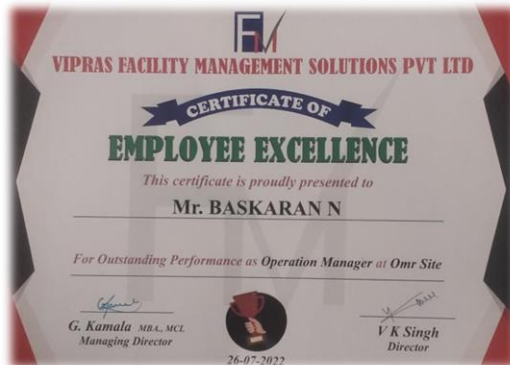 FM
VIPRAS FACILITY MANAGEMENT SOLUTIONS PVT LTD
CERTIFICATE OF
EMPLOYEE EXCELLENCE
This certificate is proudly presented to
Mr. BASKARAN N
For Outstanding Performance as Operation Manager at Omr Site
G. Kamala MBA., MCL
Managing Director
V K Singh
Director
26-07-2022